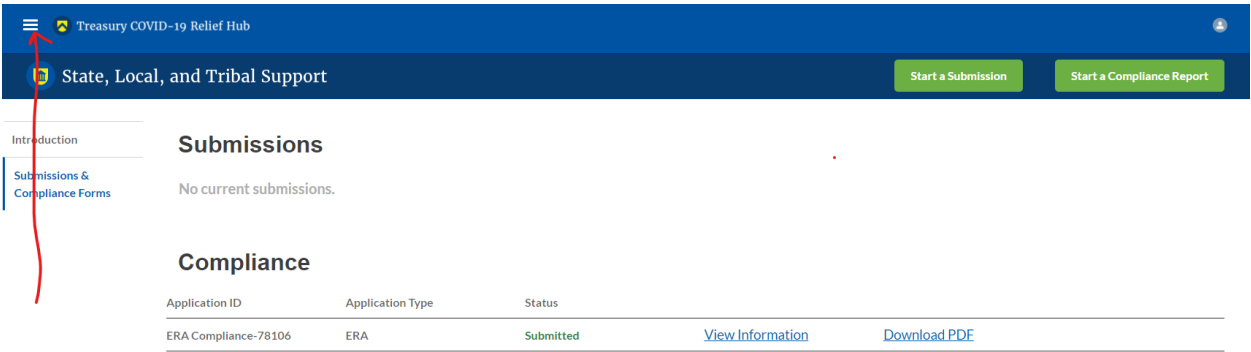 Treasury COVID-19 Relief Hub
State, Local, and Tribal Support
Start a Submission
Start a Compliance Report
Introduction
Submissions &
Compliance Forms
Submissions
No current submissions.
Compliance
Application ID Application Type Status
ERA Compliance-78106 ERA Submitted View Information Download PDF